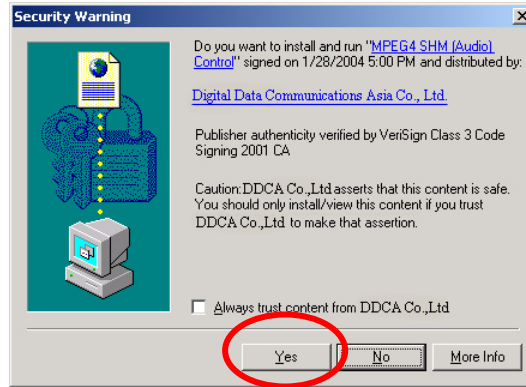 Security Warning
Do you want to install and run "MPEG4 SHM (Audio)
Control" signed on 1/28/2004 5:00 PM and distributed by:
Digital Data Communications Asia Co., Ltd.
Publisher authenticity verified by VeriSign Class 3 Code
Signing 2001 CA
Caution: DDCA Co.,Ltd asserts that this content is safe.
You should only install/view this content if you trust
DDCA Co.,Ltd to make that assertion.
Always trust content from DDCA Co.,Ltd
Yes No More Info